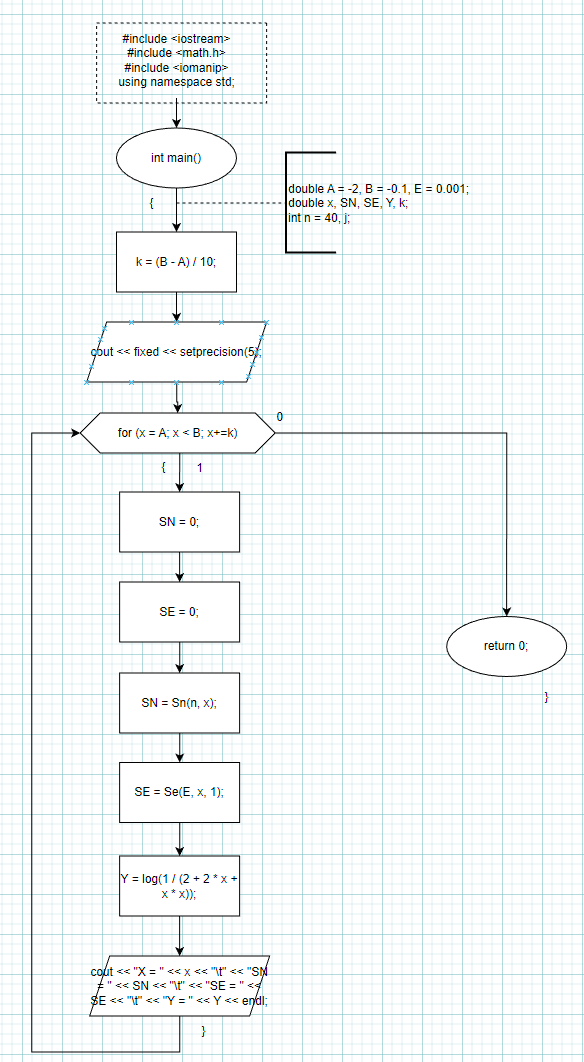 #include <iostream>
#include <math.h>
#include <iomanip>
using namespace std;
int main()
{
double A = -2, B = -0.1, E = 0.001;
double x, SN, SE, Y, k;
int n = 40, j;
k = (B - A) / 10;
cout << fixed << setprecision(5);
0
for (x = A; x < B; x+=k)
{
1
SN = 0;
SE = 0;
SN = Sn(n, x);
SE = Se(E, x, 1);
Y = log(1 / (2 + 2 * x +
x * x));
cout << "X = " << x << "\t" << "SN
= " << SN << "\t" << "SE = " <<
SE << "\t" << "Y = " << Y << endl;
}
return 0;
}